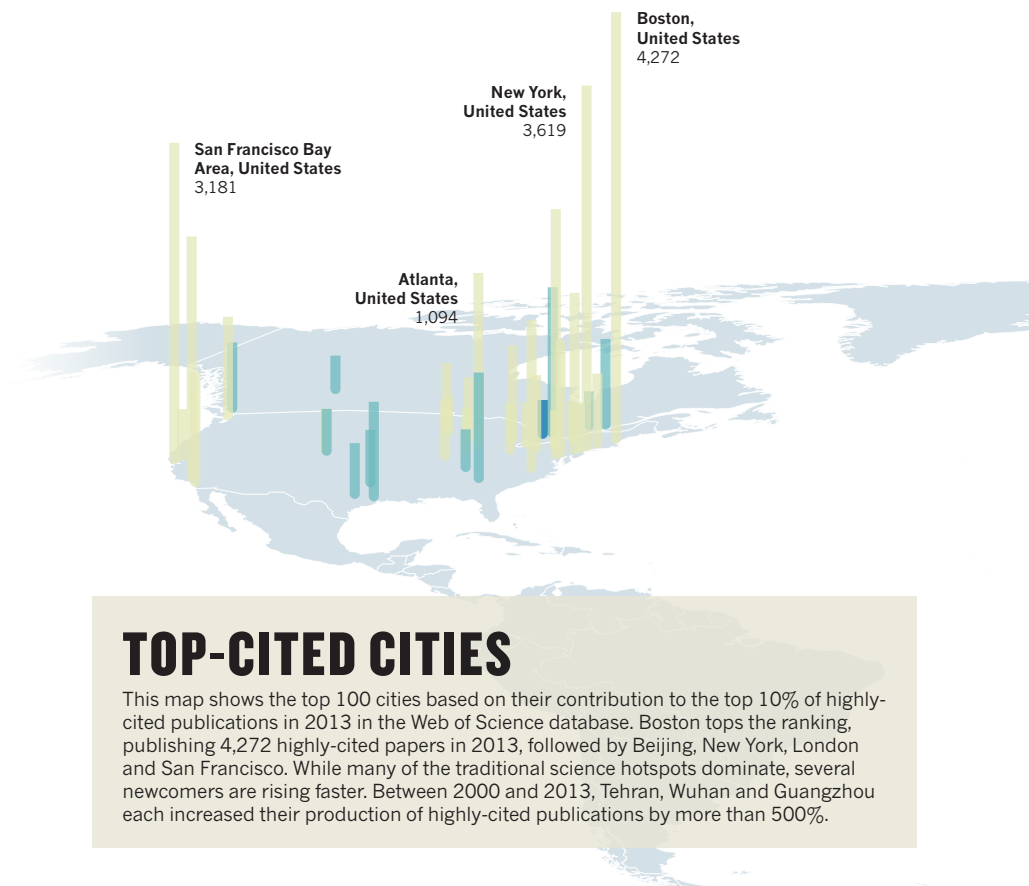 Boston,
United States
4,272
New York,
United States
3,619
San Francisco Bay
Area, United States
3,181
Atlanta,
United States
1,094
TOP-CITED CITIES
This map shows the top 100 cities based on their contribution to the top 10% of highly-
cited publications in 2013 in the Web of Science database. Boston tops the ranking,
publishing 4,272 highly-cited papers in 2013, followed by Beijing, New York, London
and San Francisco. While many of the traditional science hotspots dominate, several
newcomers are rising faster. Between 2000 and 2013, Tehran, Wuhan and Guangzhou
each increased their production of highly-cited publications by more than 500%.